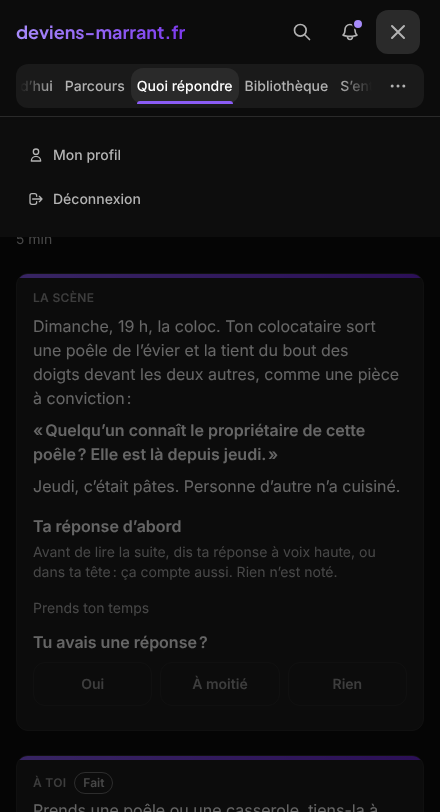 deviens-marrant.fr
d'hui Parcours Quoi répondre Bibliothèque S'en
Mon profil
Déconnexion
5 min
LA SCÈNE
Dimanche, 19 h, la coloc. Ton colocataire sort
une poêle de l'évier et la tient du bout des
doigts devant les deux autres, comme une pièce
à conviction :
« Quelqu'un connaît le propriétaire de cette
poêle ? Elle est là depuis jeudi. »
Jeudi, c'était pâtes. Personne d'autre n'a cuisiné.
Ta réponse d'abord
Avant de lire la suite, dis ta réponse à voix haute, ou
dans ta tête : ça compte aussi. Rien n'est noté.
Prends ton temps
Tu avais une réponse ?
Oui À moitié Rien
À TOI Fait
Prends une poêle ou une casserole, tiens-la à